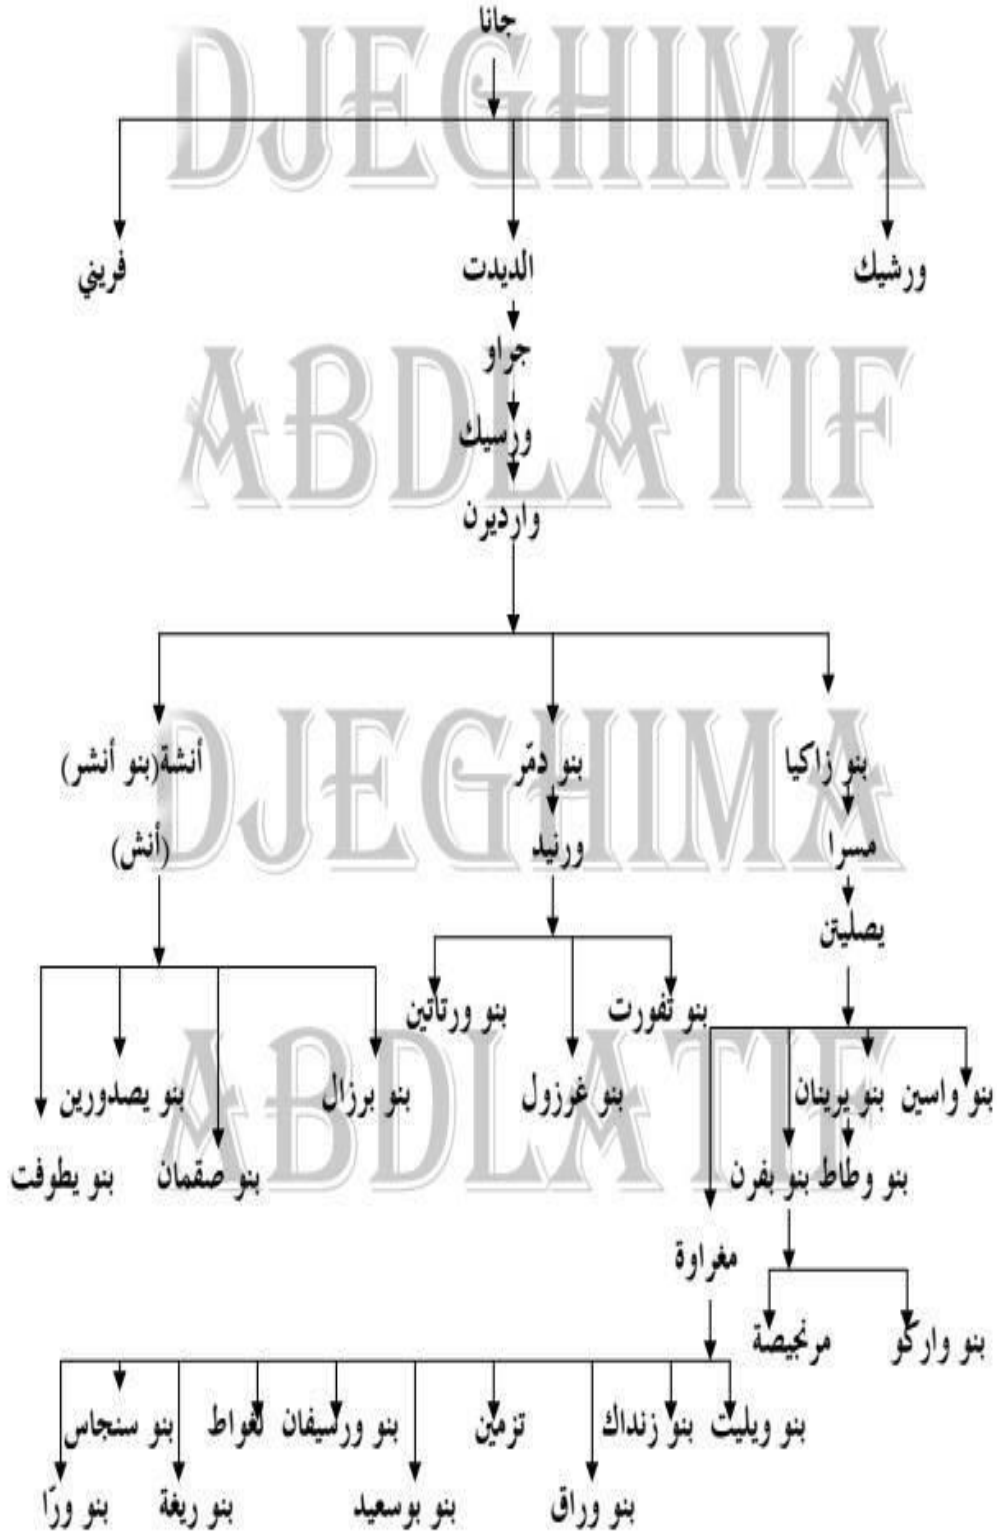 جانا
DJEGHIMA
ورشيك الديدت فريني
جراو
ABDLATIF
ورسيك
وارديرن
DJEGHIMA
بنو زاكيا بنو دمّر أنشة(بنو أنشر)
مسرا ورنيد (أنش)
يصليتن
بنو تفورت بنو ورتاتين
ABDLATIF
بنو واسين بنو يرينان بنو غرزول بنو برزال بنو يصدورين
بنو وطاط بنو بفرن بنو صقمان بنو يطوفت
مغراوة
بنو واركو مرنجيصة
بنو ويليت بنو زنداك تزمين بنو ورسيفان لغواط بنو سنجاس
بنو وراق بنو بوسعيد بنو ريغة بنو ورّا